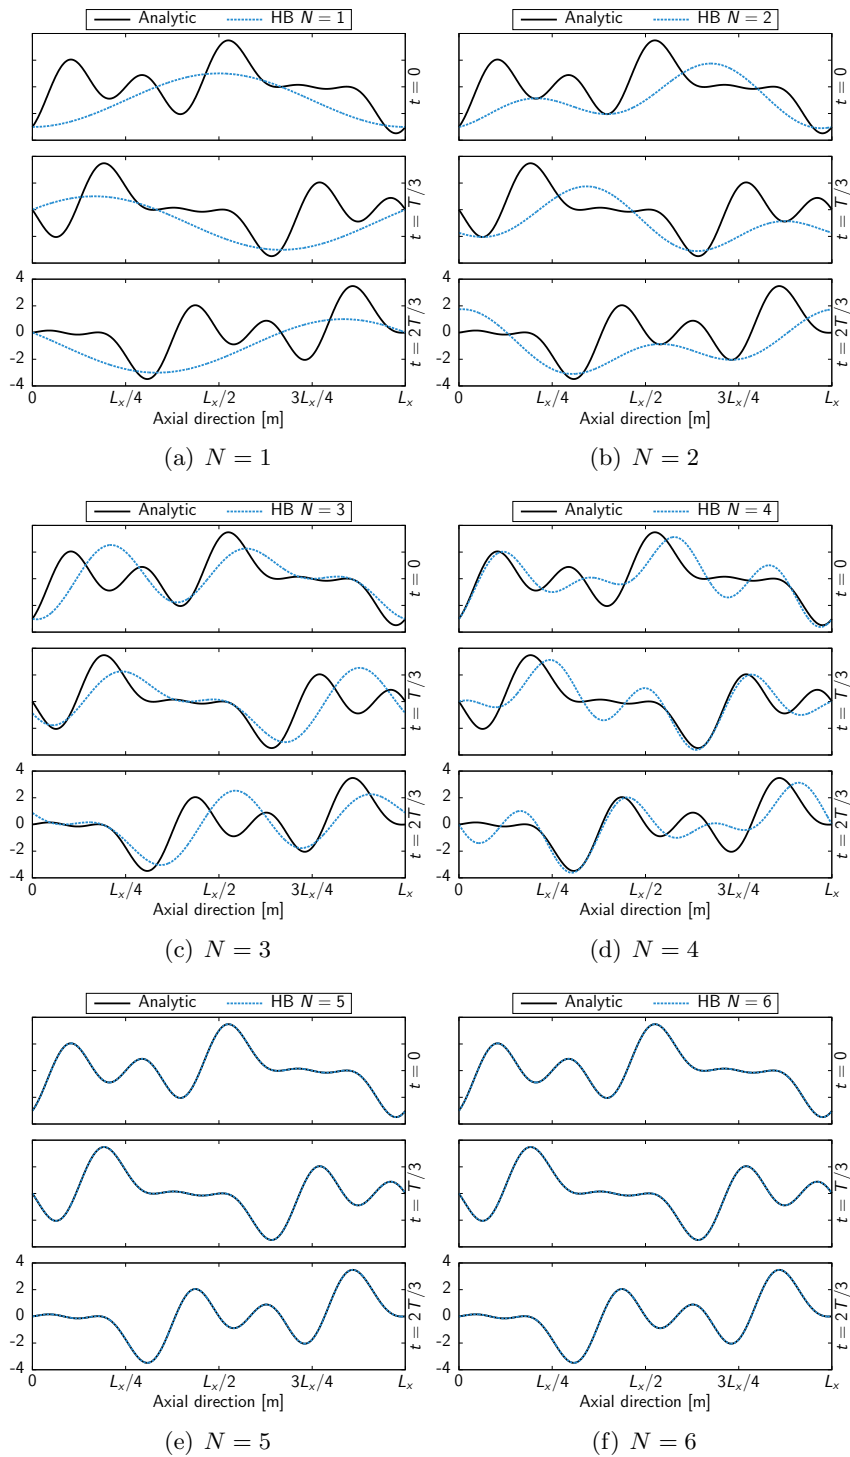 Analytic HB N = 1
t = 0
t = T/3
4
2
0
-2
-4
t = 2T/3
0 Lₓ/4 Lₓ/2 3Lₓ/4 Lₓ
Axial direction [m]
(a) N = 1
Analytic HB N = 2
t = 0
t = T/3
t = 2T/3
0 Lₓ/4 Lₓ/2 3Lₓ/4 Lₓ
Axial direction [m]
(b) N = 2
Analytic HB N = 3
t = 0
t = T/3
4
2
0
-2
-4
t = 2T/3
0 Lₓ/4 Lₓ/2 3Lₓ/4 Lₓ
Axial direction [m]
(c) N = 3
Analytic HB N = 4
t = 0
t = T/3
4
2
0
-2
-4
t = 2T/3
0 Lₓ/4 Lₓ/2 3Lₓ/4 Lₓ
Axial direction [m]
(d) N = 4
Analytic HB N = 5
t = 0
t = T/3
4
2
0
-2
-4
t = 2T/3
0 Lₓ/4 Lₓ/2 3Lₓ/4 Lₓ
Axial direction [m]
(e) N = 5
Analytic HB N = 6
t = 0
t = T/3
4
2
0
-2
-4
t = 2T/3
0 Lₓ/4 Lₓ/2 3Lₓ/4 Lₓ
Axial direction [m]
(f) N = 6